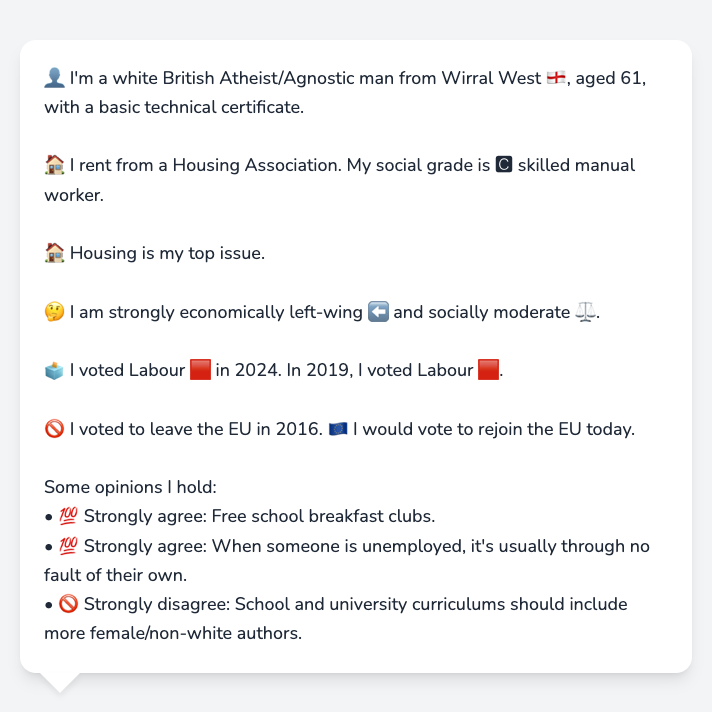 👤 I'm a white British Atheist/Agnostic man from Wirral West 🏴󠁧󠁢󠁥󠁮󠁧󠁿, aged 61,
with a basic technical certificate.
🏠 I rent from a Housing Association. My social grade is 🅲 skilled manual
worker.
🏠 Housing is my top issue.
🤔 I am strongly economically left-wing ⬅️ and socially moderate ⚖️.
🗳️ I voted Labour 🟥 in 2024. In 2019, I voted Labour 🟥.
🚫 I voted to leave the EU in 2016. 🇪🇺 I would vote to rejoin the EU today.
Some opinions I hold:
• 💯 Strongly agree: Free school breakfast clubs.
• 💯 Strongly agree: When someone is unemployed, it's usually through no
fault of their own.
• 🚫 Strongly disagree: School and university curriculums should include
more female/non-white authors.